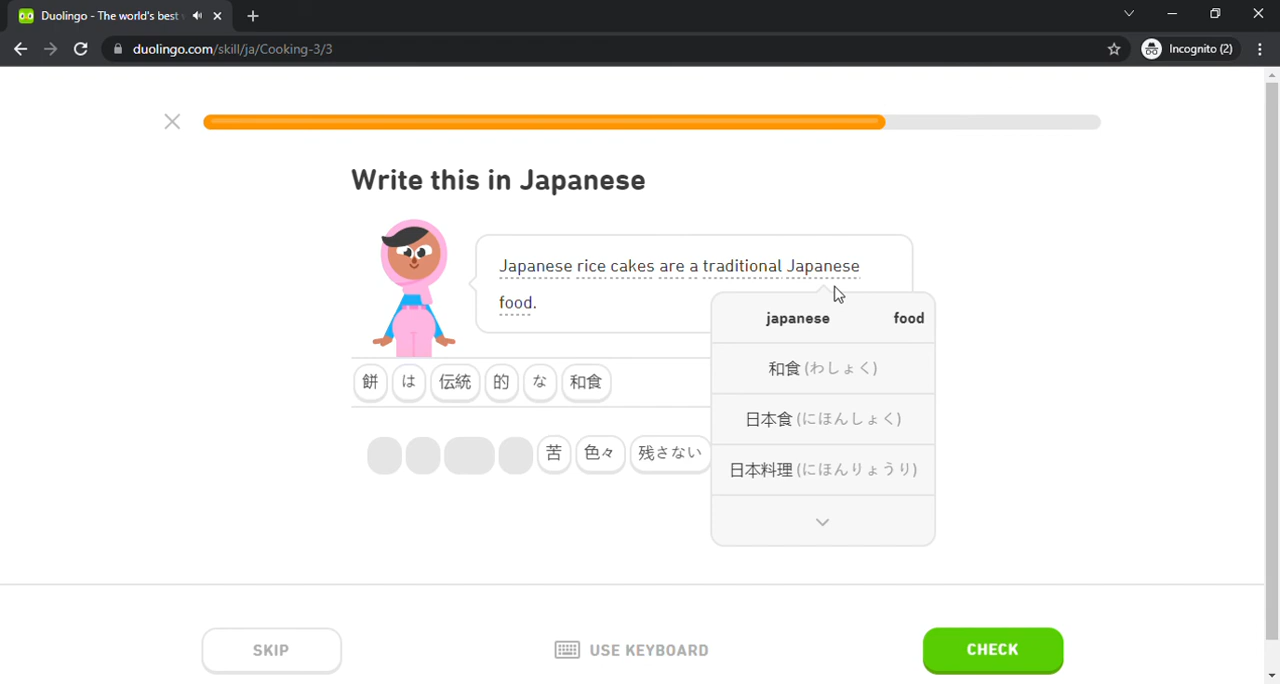 Duolingo - The world's best
duolingo.com/skill/ja/Cooking-3/3
Incognito (2)
Write this in Japanese
Japanese rice cakes are a traditional Japanese
food.
japanese food
和食 (わしょく)
日本食 (にほんしょく)
日本料理 (にほんりょうり)
餅 は 伝統 的 な 和食
苦 色々 残さない
SKIP
USE KEYBOARD
CHECK